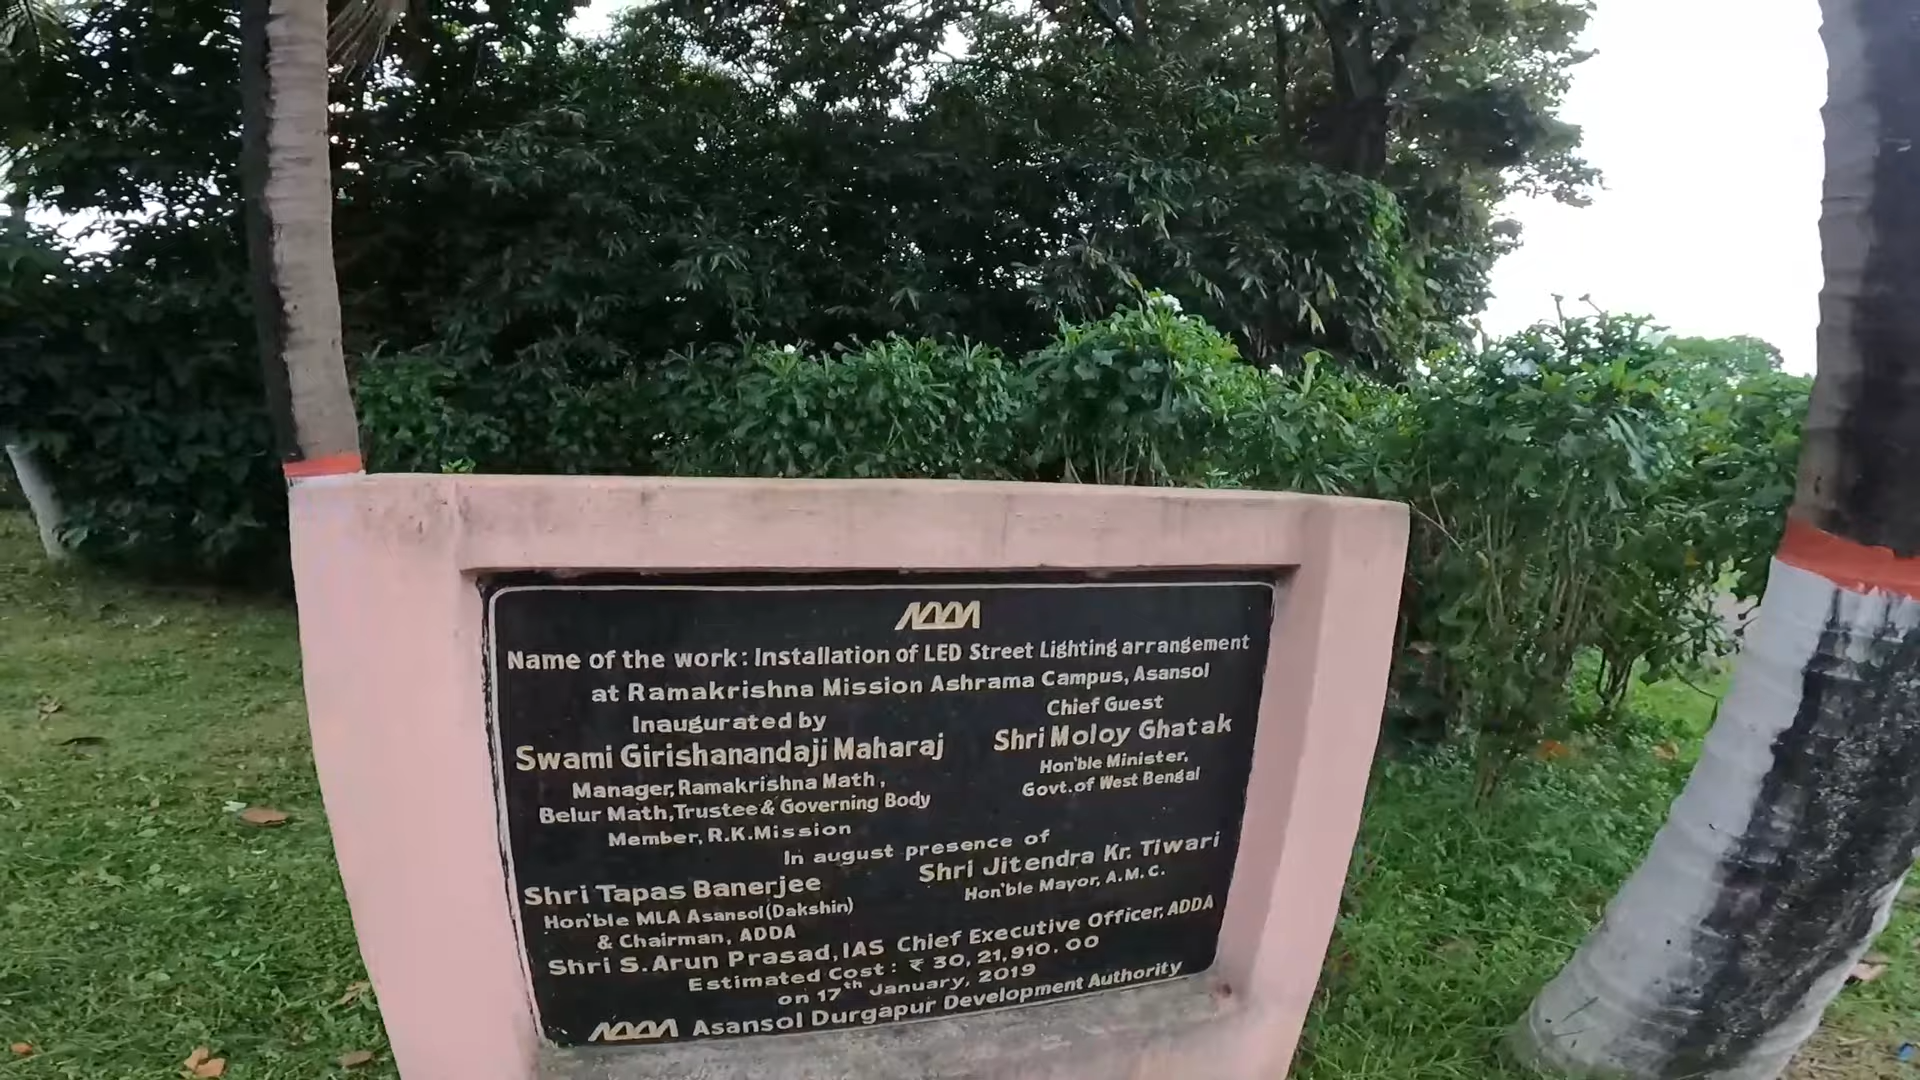 ADDA
Name of the work: Installation of LED Street Lighting arrangement
at Ramakrishna Mission Ashrama Campus, Asansol
Inaugurated by
Swami Girishanandaji Maharaj
Manager, Ramakrishna Math,
Belur Math, Trustee & Governing Body
Member, R.K.Mission
Chief Guest
Shri Moloy Ghatak
Hon'ble Minister,
Govt. of West Bengal
In august presence of
Shri Tapas Banerjee
Hon'ble MLA Asansol (Dakshin)
& Chairman, ADDA
Shri Jitendra Kr. Tiwari
Hon'ble Mayor, A.M.C.
Shri S. Arun Prasad, IAS Chief Executive Officer, ADDA
Estimated Cost: ₹ 30,21,910.00
on 17th January, 2019
ADDA Asansol Durgapur Development Authority